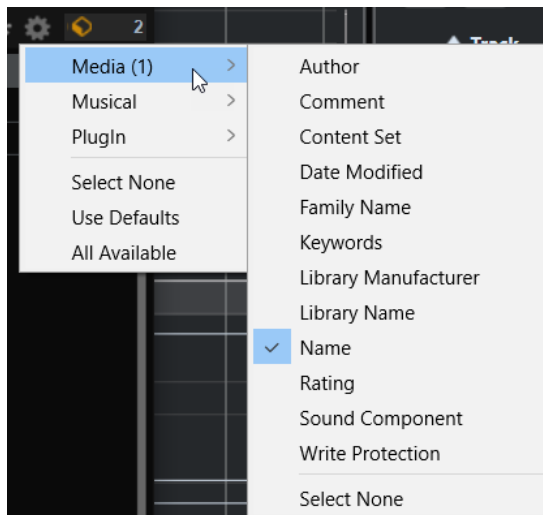 2
Track
Media (1)
Musical
PlugIn
Select None
Use Defaults
All Available
Author
Comment
Content Set
Date Modified
Family Name
Keywords
Library Manufacturer
Library Name
Name
Rating
Sound Component
Write Protection
Select None